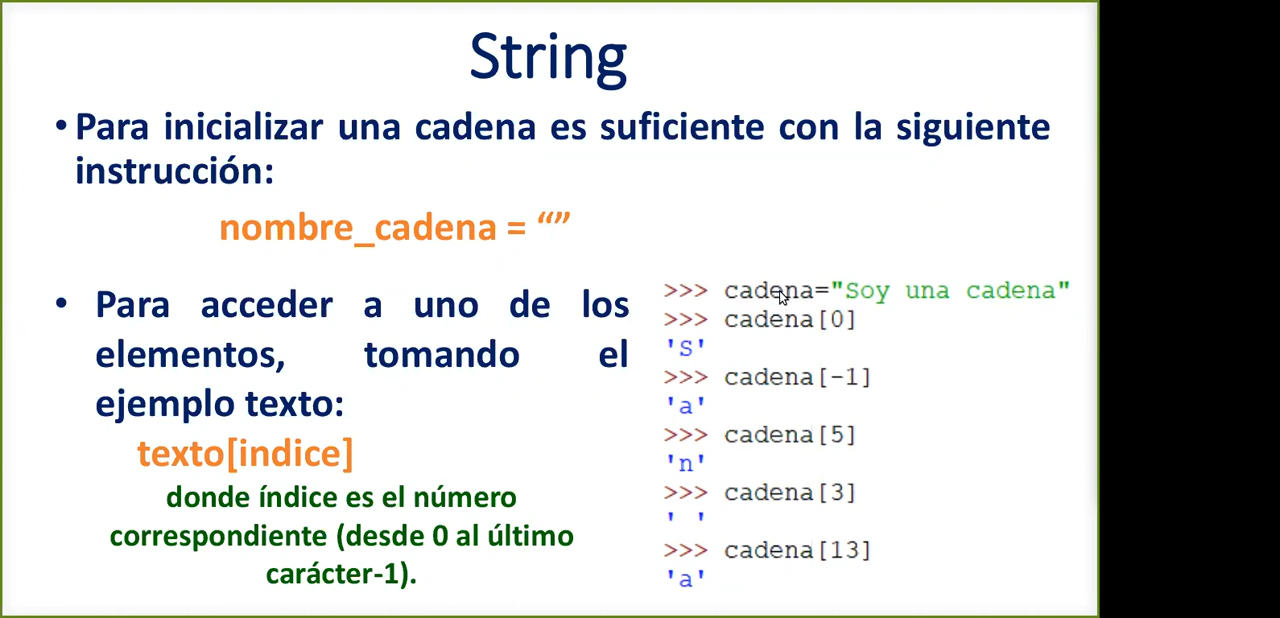 String
• Para inicializar una cadena es suficiente con la siguiente
instrucción:
nombre_cadena = “”
• Para acceder a uno de los
elementos, tomando el
ejemplo texto:
texto[indice]
donde índice es el número
correspondiente (desde 0 al último
carácter-1).
>>> cadena="Soy una cadena"
>>> cadena[0]
'S'
>>> cadena[-1]
'a'
>>> cadena[5]
'n'
>>> cadena[3]
' '
>>> cadena[13]
'a'